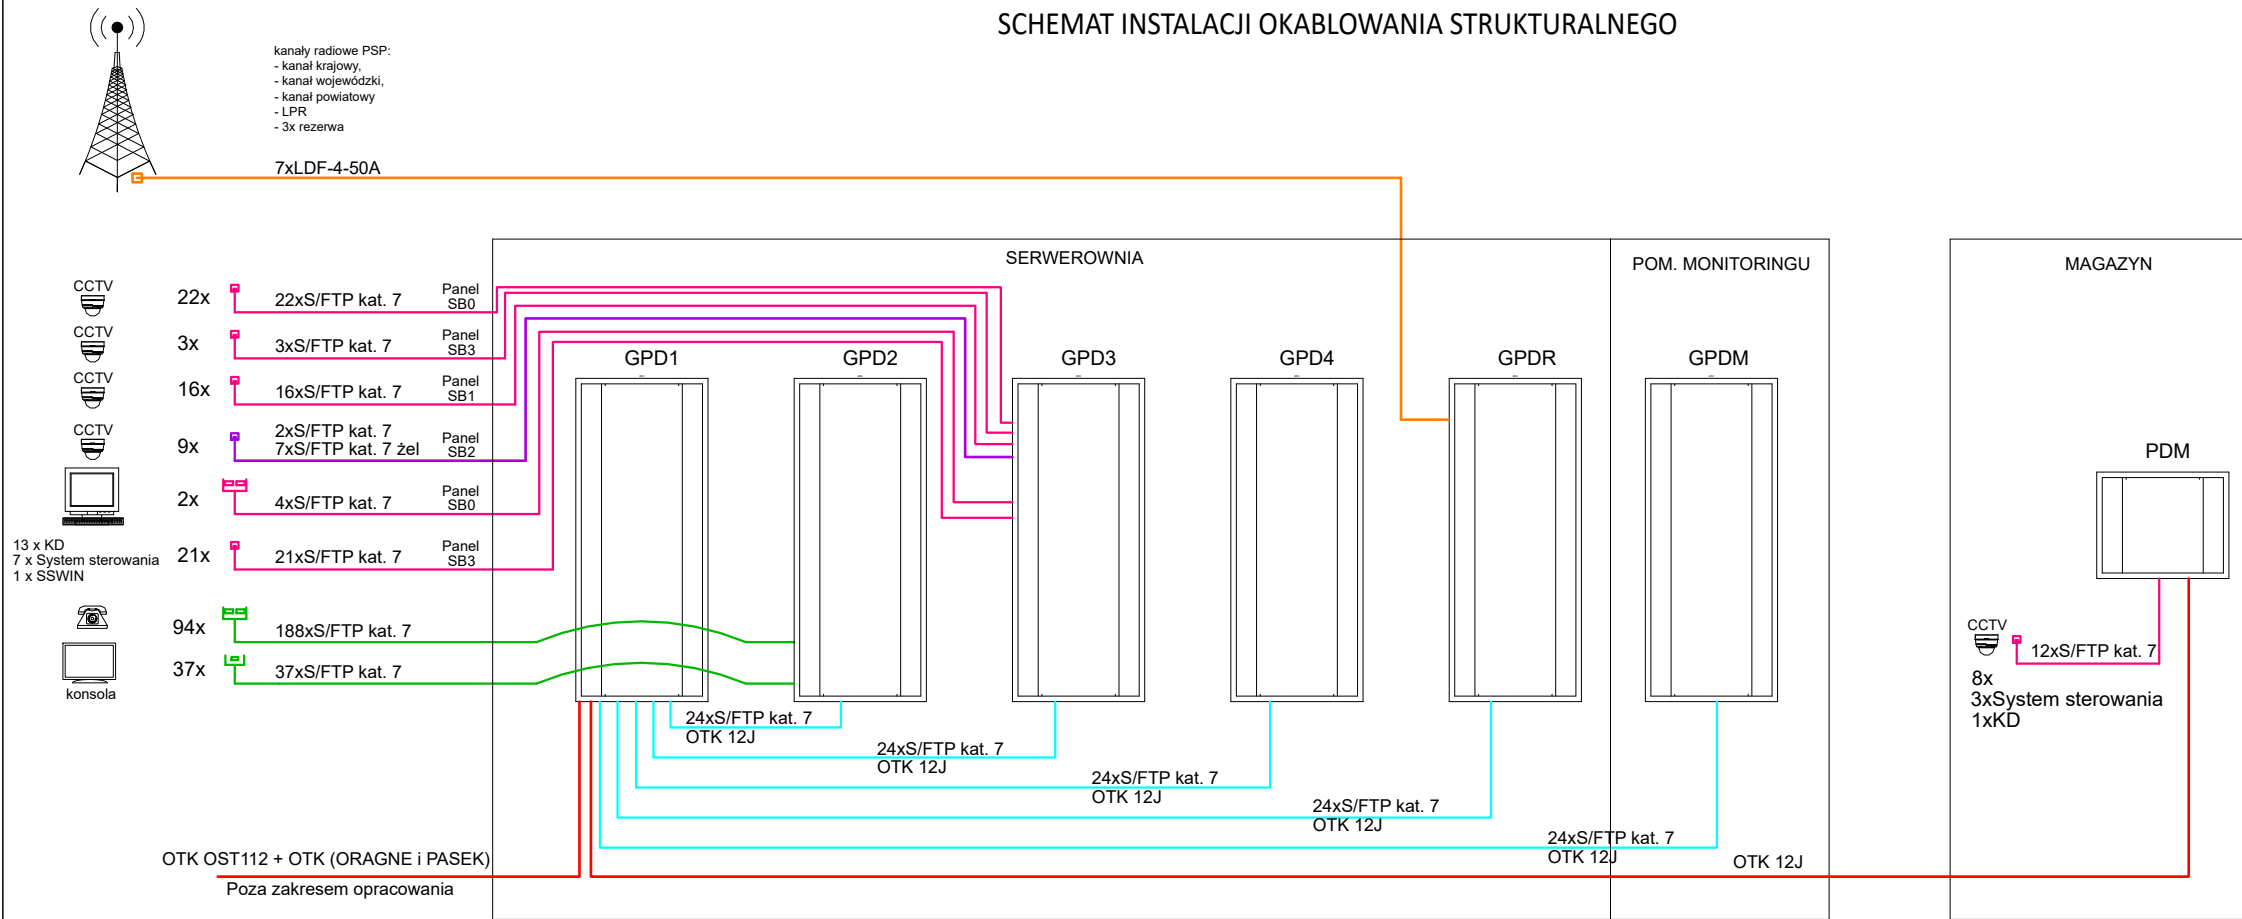 SCHEMAT INSTALACJI OKABLOWANIA STRUKTURALNEGO
kanały radiowe PSP:
- kanał krajowy,
- kanał wojewódzki,
- kanał powiatowy
- LPR
- 3x rezerwa
7xLDF-4-50A
SERWEROWNIA
POM. MONITORINGU
MAGAZYN
CCTV
22x
22xS/FTP kat. 7
Panel
SB0
CCTV
3x
3xS/FTP kat. 7
Panel
SB3
CCTV
16x
16xS/FTP kat. 7
Panel
SB1
CCTV
9x
2xS/FTP kat. 7
7xS/FTP kat. 7 żel
Panel
SB2
2x
4xS/FTP kat. 7
Panel
SB0
13 x KD
7 x System sterowania
1 x SSWIN
21x
21xS/FTP kat. 7
Panel
SB3
94x
188xS/FTP kat. 7
37x
37xS/FTP kat. 7
konsola
GPD1
GPD2
GPD3
GPD4
GPDR
GPDM
PDM
CCTV
12xS/FTP kat. 7
8x
3xSystem sterowania
1xKD
24xS/FTP kat. 7
OTK 12J
24xS/FTP kat. 7
OTK 12J
24xS/FTP kat. 7
OTK 12J
24xS/FTP kat. 7
OTK 12J
24xS/FTP kat. 7
OTK 12J
OTK 12J
OTK OST112 + OTK (ORAGNE i PASEK)
Poza zakresem opracowania